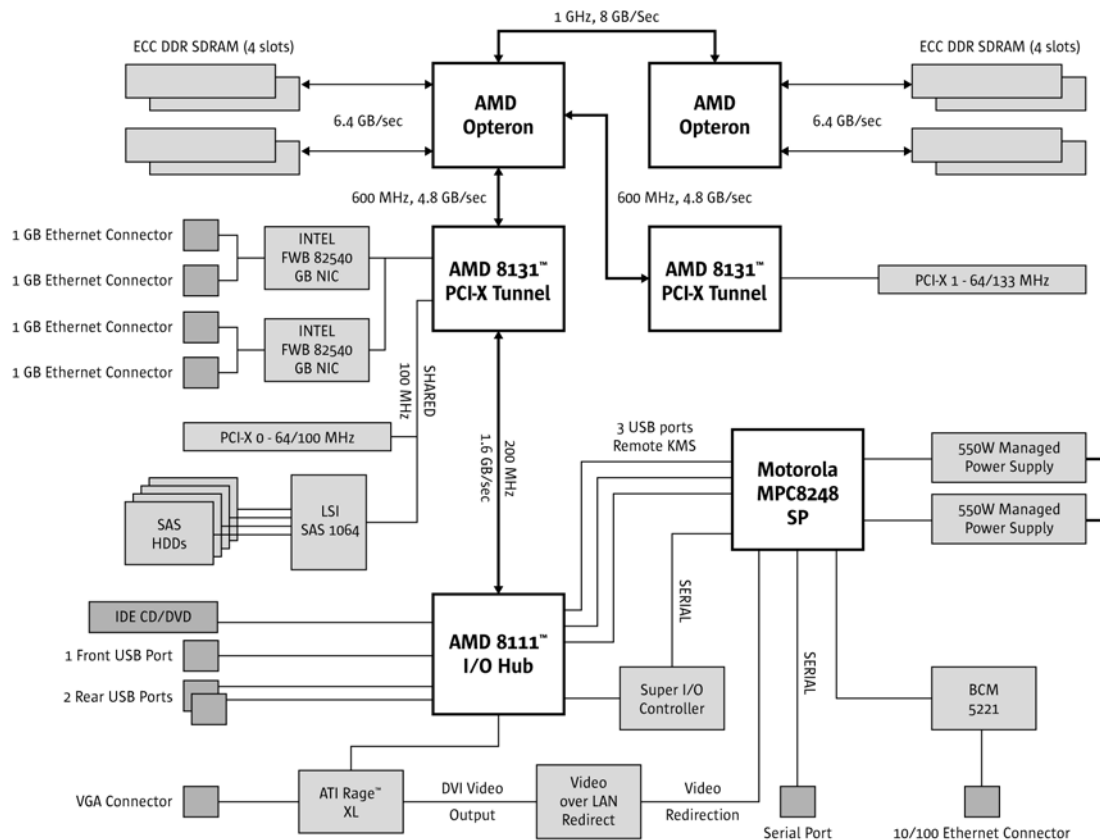 1 GHz, 8 GB/Sec
ECC DDR SDRAM (4 slots)
ECC DDR SDRAM (4 slots)
AMD
Opteron
AMD
Opteron
6.4 GB/sec
6.4 GB/sec
600 MHz, 4.8 GB/sec
600 MHz, 4.8 GB/sec
1 GB Ethernet Connector
1 GB Ethernet Connector
INTEL
FWB 82540
GB NIC
AMD 8131™
PCI-X Tunnel
AMD 8131™
PCI-X Tunnel
PCI-X 1 - 64/133 MHz
1 GB Ethernet Connector
1 GB Ethernet Connector
INTEL
FWB 82540
GB NIC
SHARED
100 MHz
PCI-X 0 - 64/100 MHz
200 MHz
1.6 GB/sec
3 USB ports
Remote KMS
Motorola
MPC8248
SP
550W Managed
Power Supply
550W Managed
Power Supply
SAS
HDDs
LSI
SAS 1064
SERIAL
IDE CD/DVD
1 Front USB Port
2 Rear USB Ports
AMD 8111™
I/O Hub
SERIAL
Super I/O
Controller
BCM
5221
VGA Connector
ATI Rage™
XL
DVI Video
Output
Video
over LAN
Redirect
Video
Redirection
Serial Port
10/100 Ethernet Connector